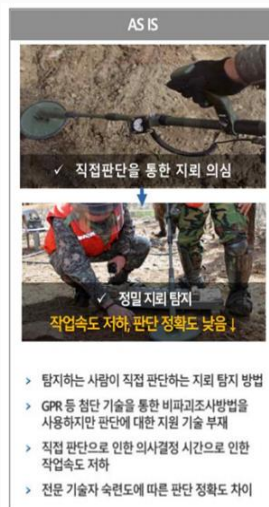 AS IS
✓ 직접판단을 통한 지뢰 의심
✓ 정밀 지뢰 탐지
작업속도 저하, 판단 정확도 낮음↓
> 탐지하는 사람이 직접 판단하는 지뢰 탐지 방법
> GPR 등 첨단 기술을 통한 비파괴조사방법을
사용하지만 판단에 대한 지원 기술 부재
> 직접 판단으로 인한 의사결정 시간으로 인한
작업속도 저하
> 전문 기술자 숙련도에 따른 판단 정확도 차이